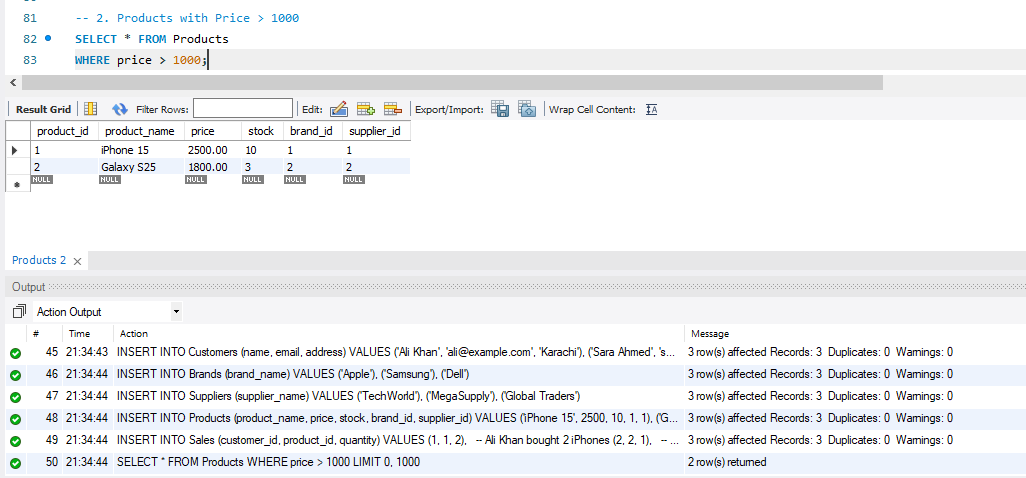 81 -- 2. Products with Price > 1000
82 SELECT * FROM Products
83 WHERE price > 1000;
Result Grid Filter Rows: Edit: Export/Import: Wrap Cell Content:
product_id product_name price stock brand_id supplier_id
1 iPhone 15 2500.00 10 1 1
2 Galaxy S25 1800.00 3 2 2
NULL NULL NULL NULL NULL NULL
Products 2
Output
Action Output
# Time Action Message
45 21:34:43 INSERT INTO Customers (name, email, address) VALUES ('Ali Khan', 'ali@example.com', 'Karachi'), ('Sara Ahmed', 's... 3 row(s) affected Records: 3 Duplicates: 0 Warnings: 0
46 21:34:44 INSERT INTO Brands (brand_name) VALUES ('Apple'), ('Samsung'), ('Dell') 3 row(s) affected Records: 3 Duplicates: 0 Warnings: 0
47 21:34:44 INSERT INTO Suppliers (supplier_name) VALUES ('TechWorld'), ('MegaSupply'), ('Global Traders') 3 row(s) affected Records: 3 Duplicates: 0 Warnings: 0
48 21:34:44 INSERT INTO Products (product_name, price, stock, brand_id, supplier_id) VALUES ('iPhone 15', 2500, 10, 1, 1), ('G... 3 row(s) affected Records: 3 Duplicates: 0 Warnings: 0
49 21:34:44 INSERT INTO Sales (customer_id, product_id, quantity) VALUES (1, 1, 2), -- Ali Khan bought 2 iPhones (2, 2, 1), -- ... 3 row(s) affected Records: 3 Duplicates: 0 Warnings: 0
50 21:34:44 SELECT * FROM Products WHERE price > 1000 LIMIT 0, 1000 2 row(s) returned